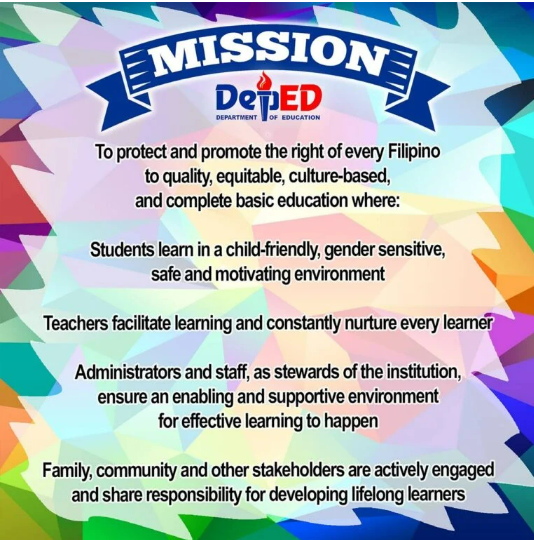 MISSION
DepED
DEPARTMENT OF EDUCATION
To protect and promote the right of every Filipino
to quality, equitable, culture-based,
and complete basic education where:
Students learn in a child-friendly, gender sensitive,
safe and motivating environment
Teachers facilitate learning and constantly nurture every learner
Administrators and staff, as stewards of the institution,
ensure an enabling and supportive environment
for effective learning to happen
Family, community and other stakeholders are actively engaged
and share responsibility for developing lifelong learners